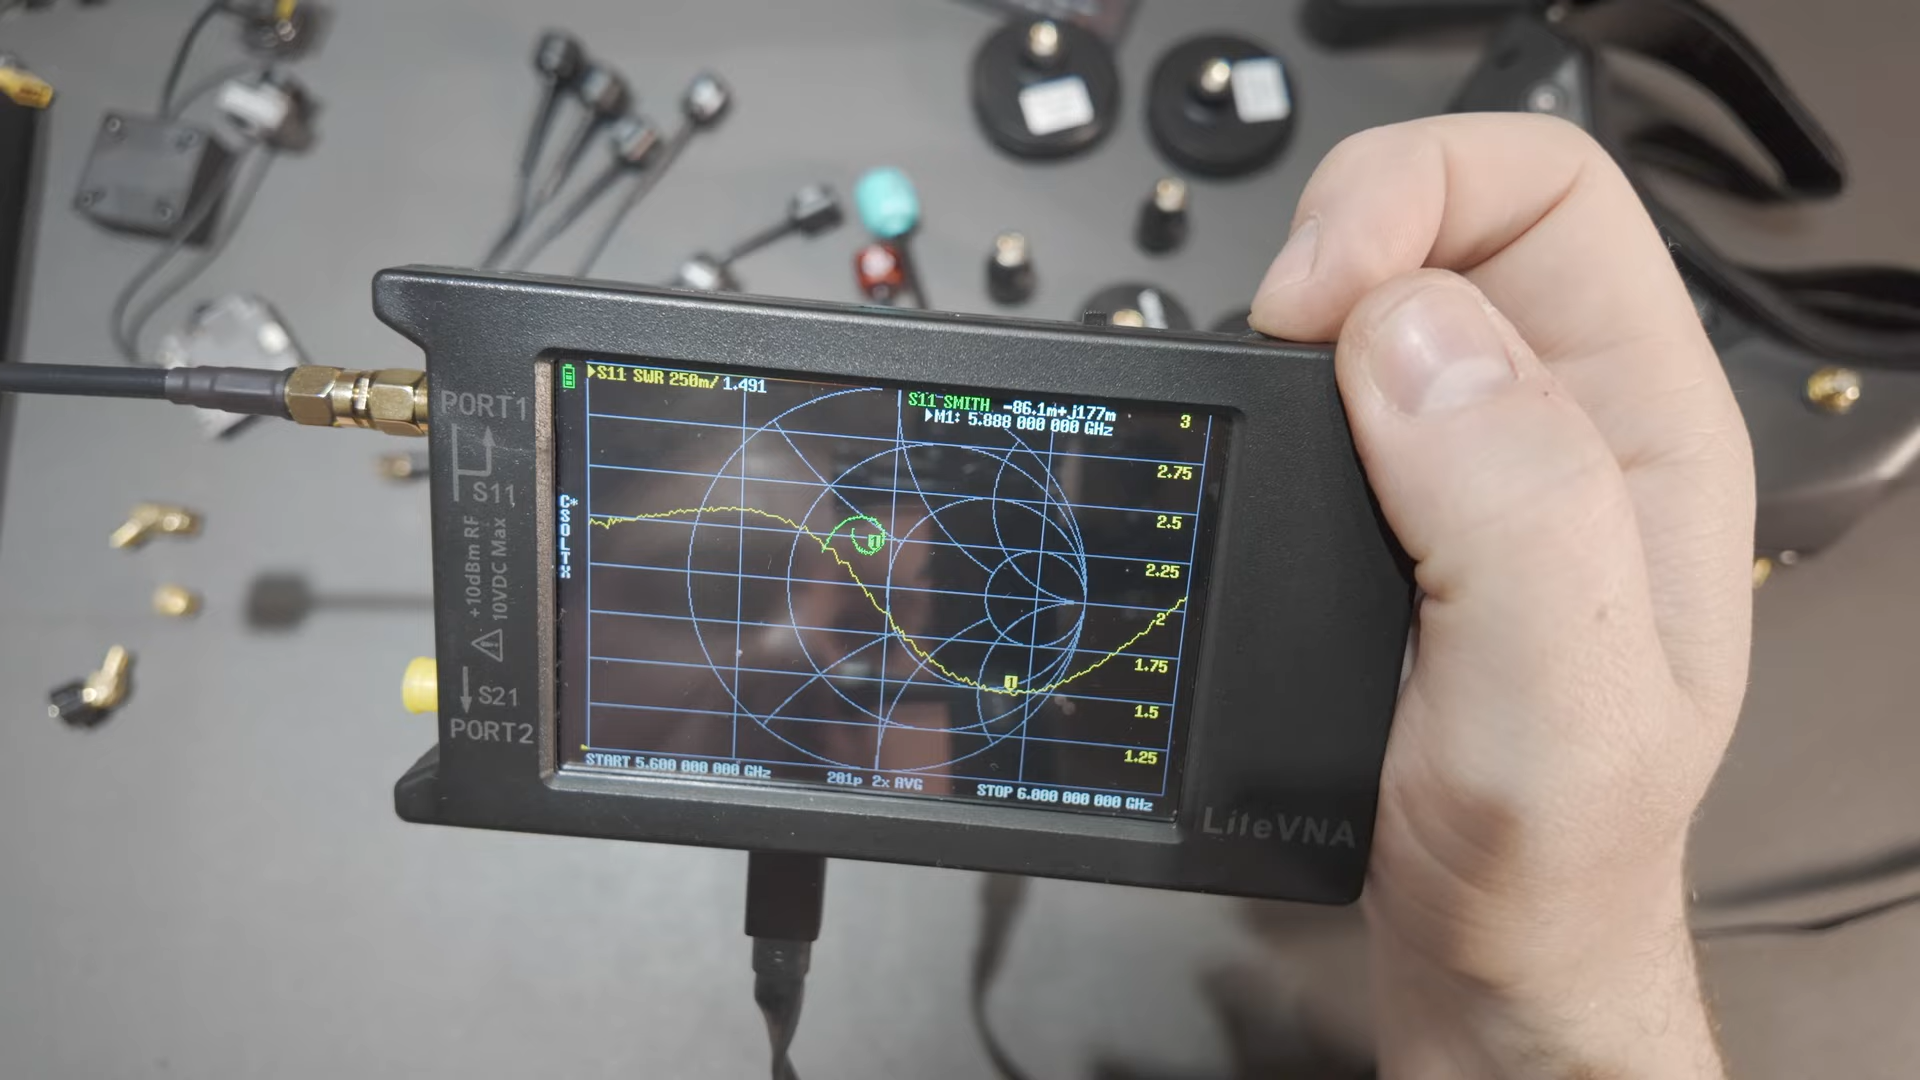 S11 SWR 250m/ 1.491
S11 SMITH -86.1m+j177m
M1: 5.888 000 000 GHz
3
2.75
2.5
2.25
2
1.75
1.5
1.25
1
1
C*
S
O
L
T
X
START 5.600 000 000 GHz
201p 2x AVG
STOP 6.000 000 000 GHz
PORT1
S11
+10dBm RF
10VDC Max
S21
PORT2
LiteVNA